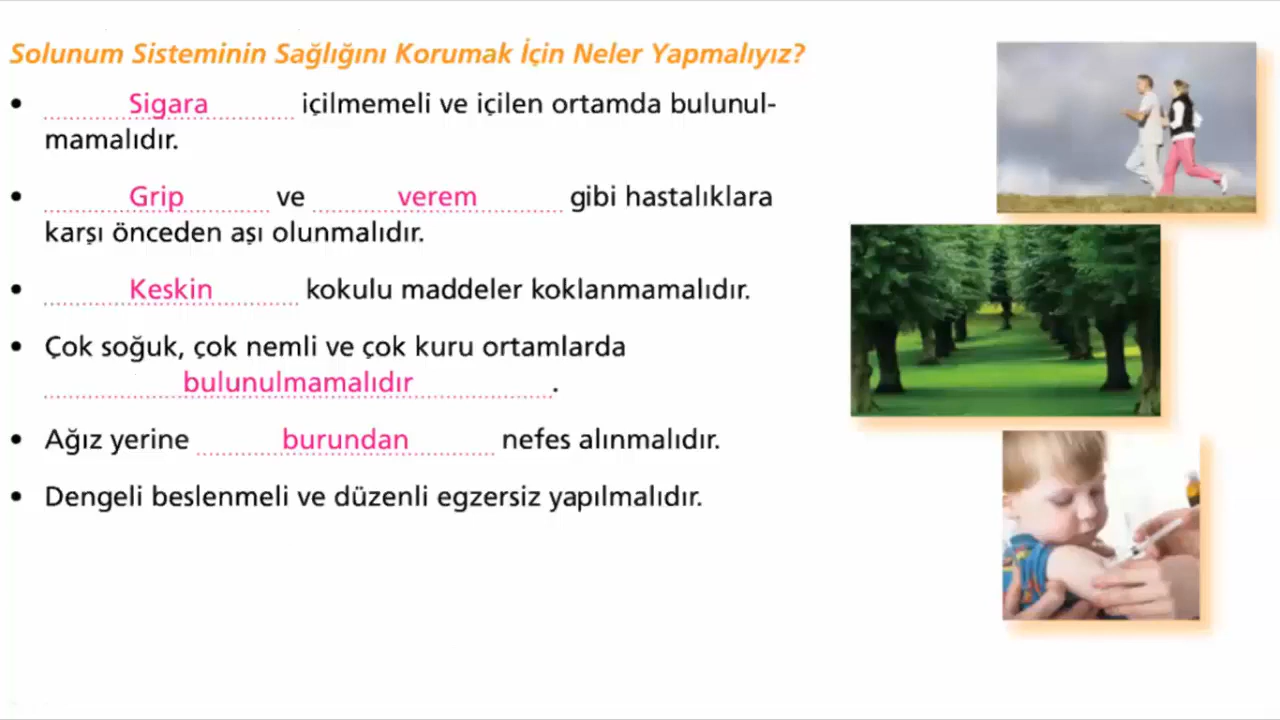 Solunum Sisteminin Sağlığını Korumak İçin Neler Yapmalıyız?
• Sigara içilmemeli ve içilen ortamda bulunul-
mamalıdır.
• Grip ve verem gibi hastalıklara
karşı önceden aşı olunmalıdır.
• Keskin kokulu maddeler koklanmamalıdır.
• Çok soğuk, çok nemli ve çok kuru ortamlarda
bulunulmamalıdır.
• Ağız yerine burundan nefes alınmalıdır.
• Dengeli beslenmeli ve düzenli egzersiz yapılmalıdır.